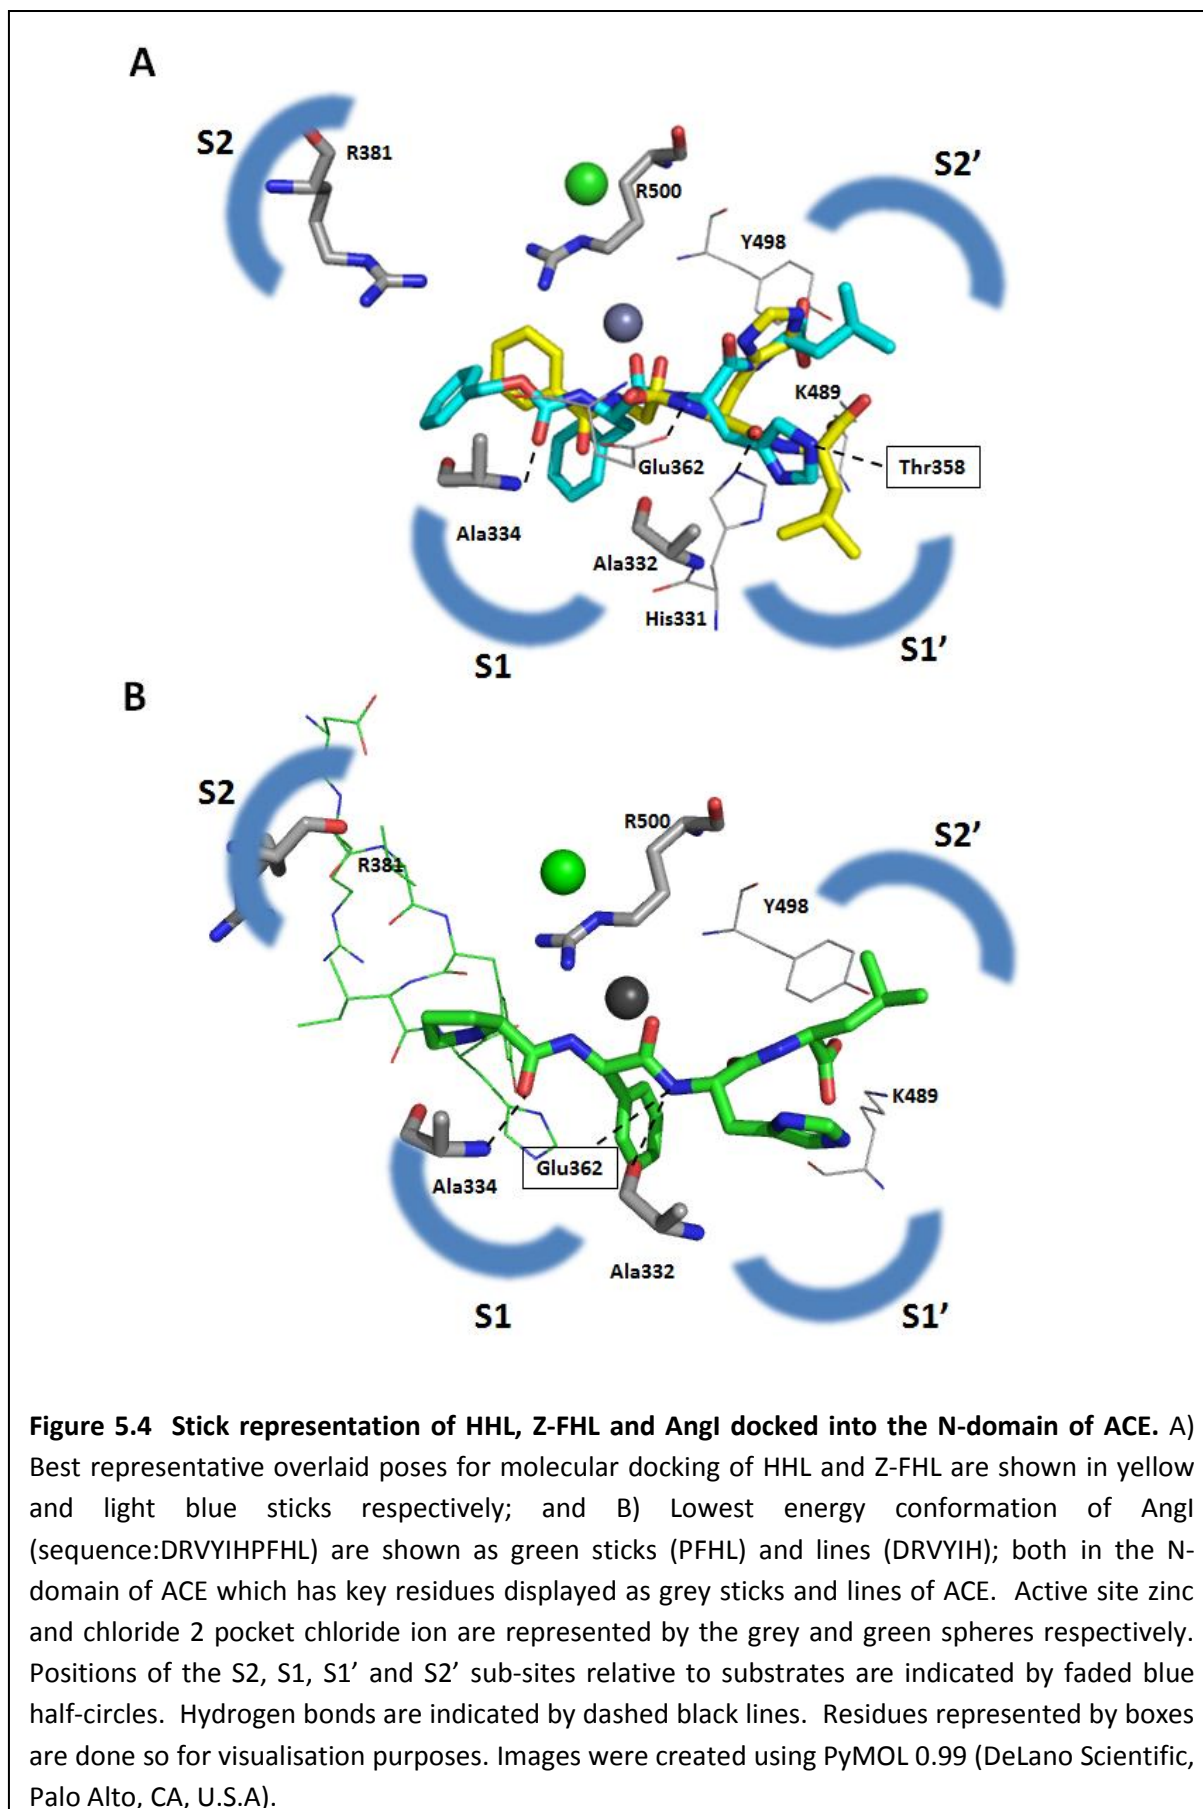 A
S2
R381
R500
S2’
Y498
K489
Glu362
Thr358
Ala334
Ala332
His331
S1
S1’
B
S2
R381
R500
S2’
Y498
K489
Glu362
Ala334
Ala332
S1
S1’
Figure 5.4 Stick representation of HHL, Z-FHL and AngI docked into the N-domain of ACE. A)
Best representative overlaid poses for molecular docking of HHL and Z-FHL are shown in yellow
and light blue sticks respectively; and B) Lowest energy conformation of AngI
(sequence:DRVYIHPFHL) are shown as green sticks (PFHL) and lines (DRVYIH); both in the N-
domain of ACE which has key residues displayed as grey sticks and lines of ACE. Active site zinc
and chloride 2 pocket chloride ion are represented by the grey and green spheres respectively.
Positions of the S2, S1, S1’ and S2’ sub-sites relative to substrates are indicated by faded blue
half-circles. Hydrogen bonds are indicated by dashed black lines. Residues represented by boxes
are done so for visualisation purposes. Images were created using PyMOL 0.99 (DeLano Scientific,
Palo Alto, CA, U.S.A).